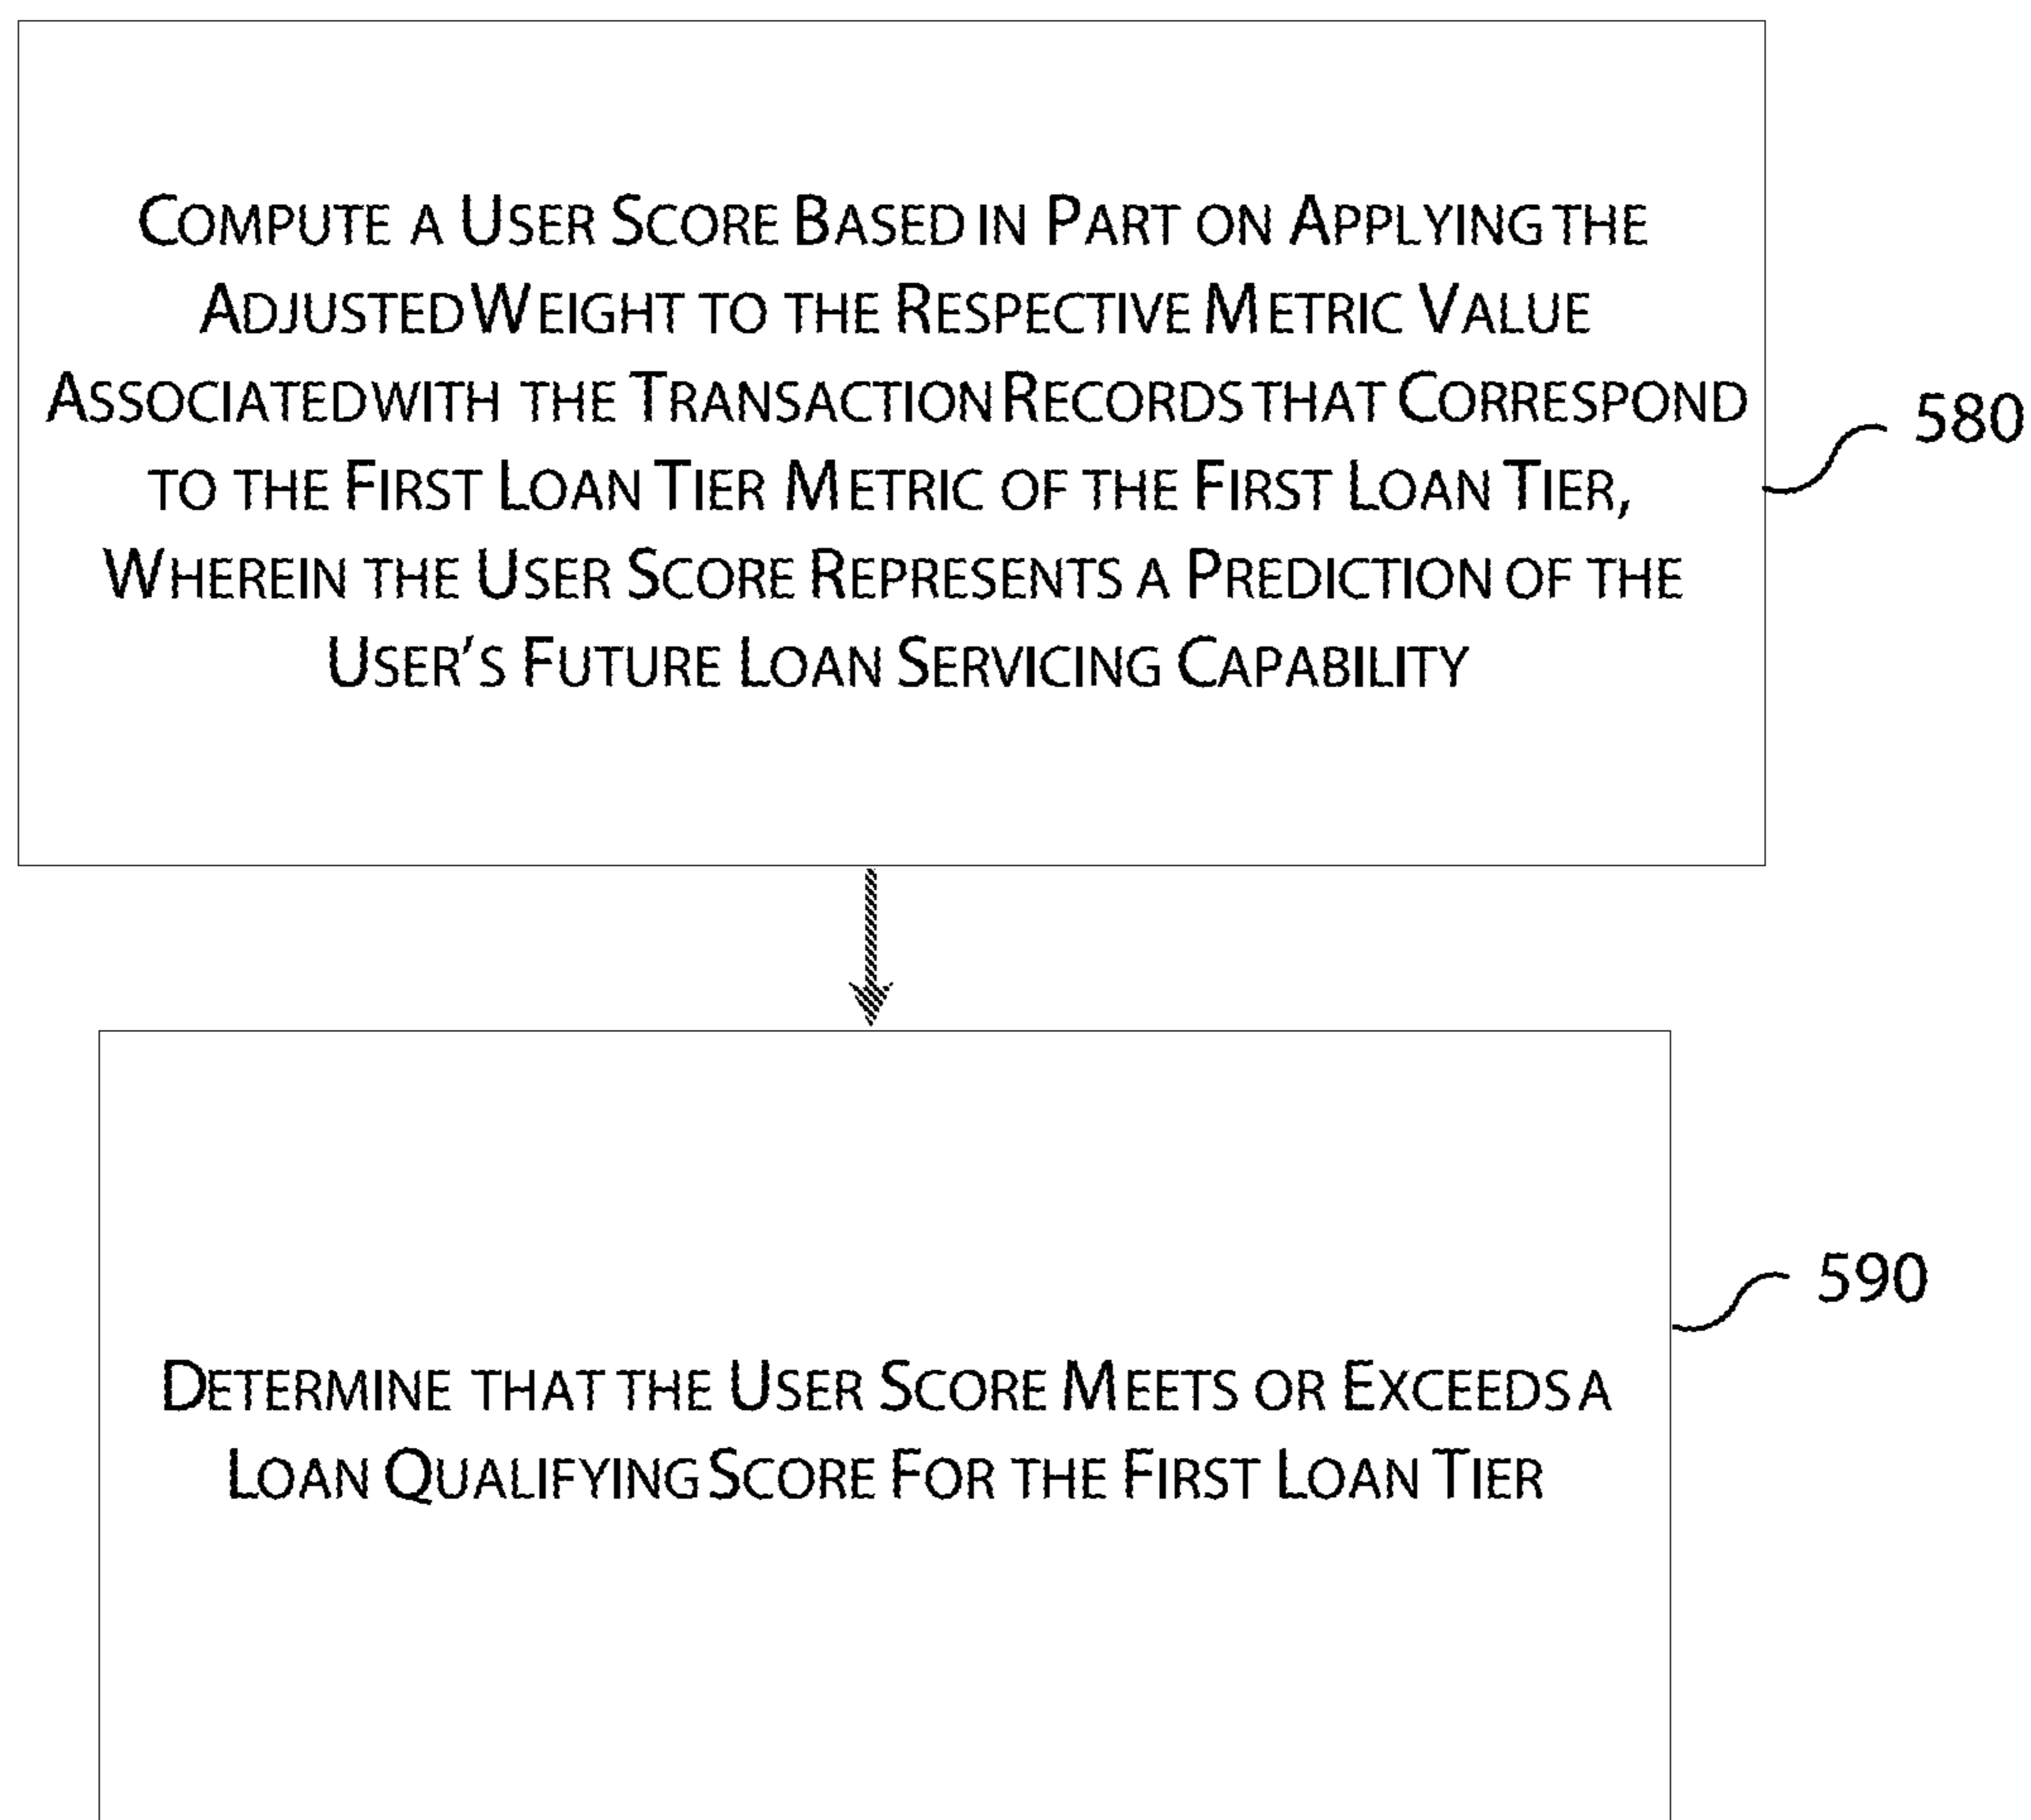 COMPUTE A USER SCORE BASED IN PART ON APPLYING THE
ADJUSTED WEIGHT TO THE RESPECTIVE METRIC VALUE
ASSOCIATED WITH THE TRANSACTION RECORDS THAT CORRESPOND
TO THE FIRST LOAN TIER METRIC OF THE FIRST LOAN TIER,
WHEREIN THE USER SCORE REPRESENTS A PREDICTION OF THE
USER'S FUTURE LOAN SERVICING CAPABILITY
580
DETERMINE THAT THE USER SCORE MEETS OR EXCEEDS A
LOAN QUALIFYING SCORE FOR THE FIRST LOAN TIER
590